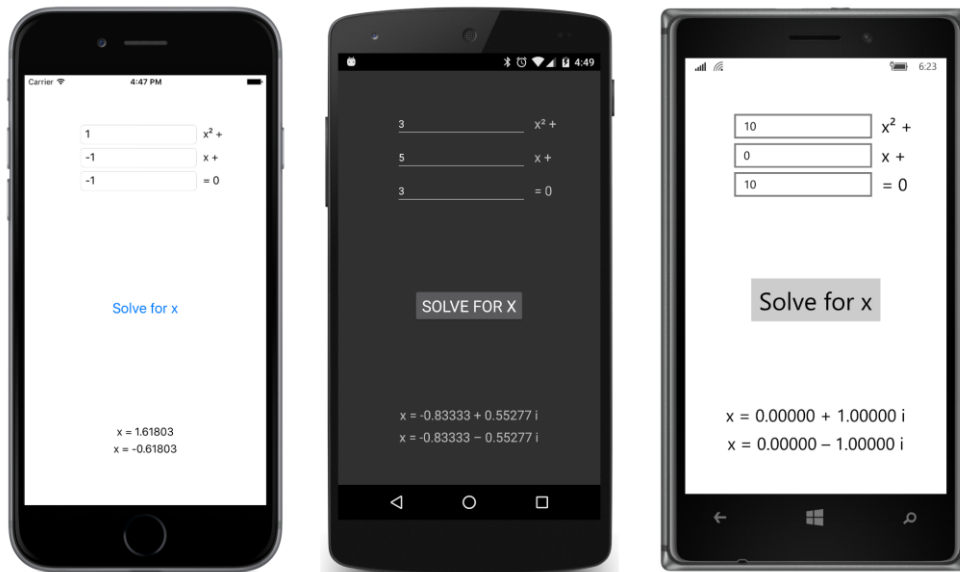 Carrier 4:47 PM
1 x² +
-1 x +
-1 = 0
Solve for x
x = 1.61803
x = -0.61803
4:49
3 x² +
5 x +
3 = 0
SOLVE FOR X
x = -0.83333 + 0.55277 i
x = -0.83333 – 0.55277 i
6:23
10 x² +
0 x +
10 = 0
Solve for x
x = 0.00000 + 1.00000 i
x = 0.00000 – 1.00000 i